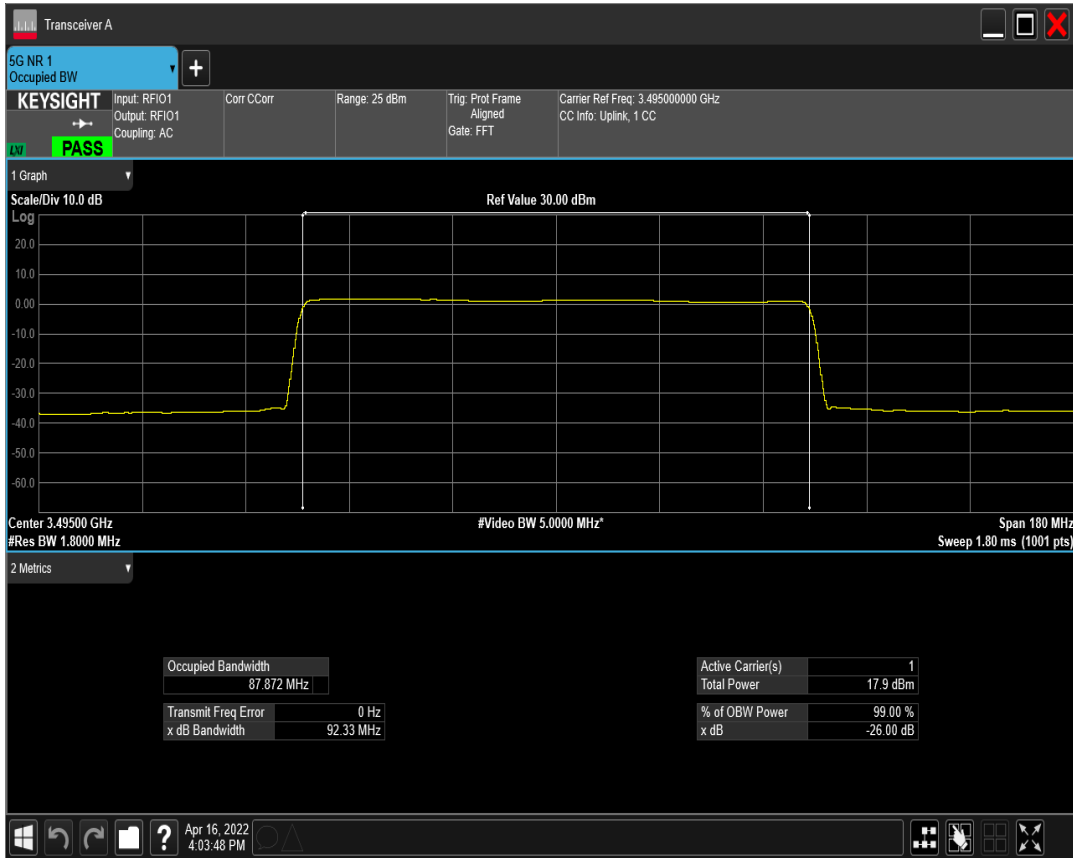 Transceiver A
5G NR 1
Occupied BW
KEYSIGHT
LXI
PASS
Input: RFIO1
Output: RFIO1
Coupling: AC
Corr CCorr
Range: 25 dBm
Trig: Prot Frame
Aligned
Gate: FFT
Carrier Ref Freq: 3.495000000 GHz
CC Info: Uplink, 1 CC
1 Graph
Scale/Div 10.0 dB
Ref Value 30.00 dBm
Log
20.0
10.0
0.00
-10.0
-20.0
-30.0
-40.0
-50.0
-60.0
Center 3.49500 GHz
#Video BW 5.0000 MHz*
Span 180 MHz
#Res BW 1.8000 MHz
Sweep 1.80 ms (1001 pts)
2 Metrics
Occupied Bandwidth
87.872 MHz
Transmit Freq Error 0 Hz
x dB Bandwidth 92.33 MHz
Active Carrier(s) 1
Total Power 17.9 dBm
% of OBW Power 99.00 %
x dB -26.00 dB
?
Apr 16, 2022
4:03:48 PM